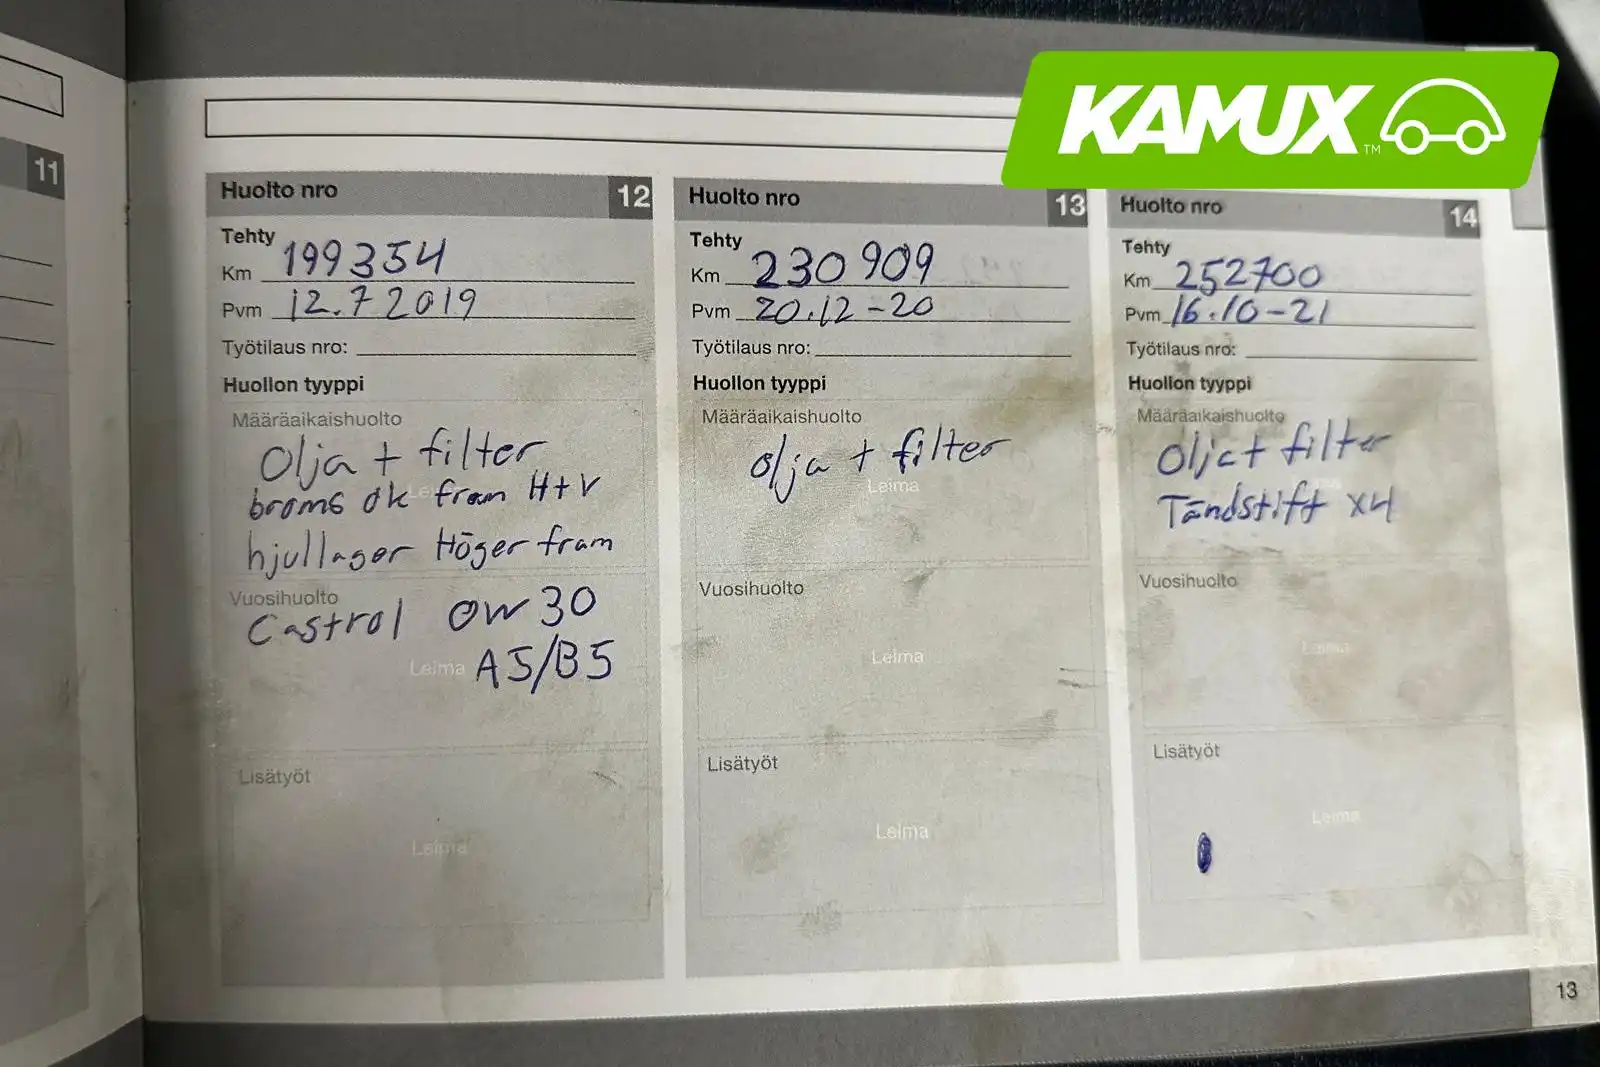 KAMUX™
11
Huolto nro 12
Tehty
Km 199354
Pvm 12.7 2019
Työtilaus nro:
Huollon tyyppi
Määräaikaishuolto
Olja + filter
broms ok fram H+V
hjullager Höger fram
Vuosihuolto
Castrol 0W30
Leima A5/B5
Lisätyöt
Leima
Huolto nro 13
Tehty
Km 230909
Pvm 20.12-20
Työtilaus nro:
Huollon tyyppi
Määräaikaishuolto
olja + filter
Leima
Vuosihuolto
Leima
Lisätyöt
Leima
Huolto nro 14
Tehty
Km 252700
Pvm 16.10-21
Työtilaus nro:
Huollon tyyppi
Määräaikaishuolto
Olja+ filter
Tändstift x4
Vuosihuolto
Leima
Lisätyöt
Leima
13